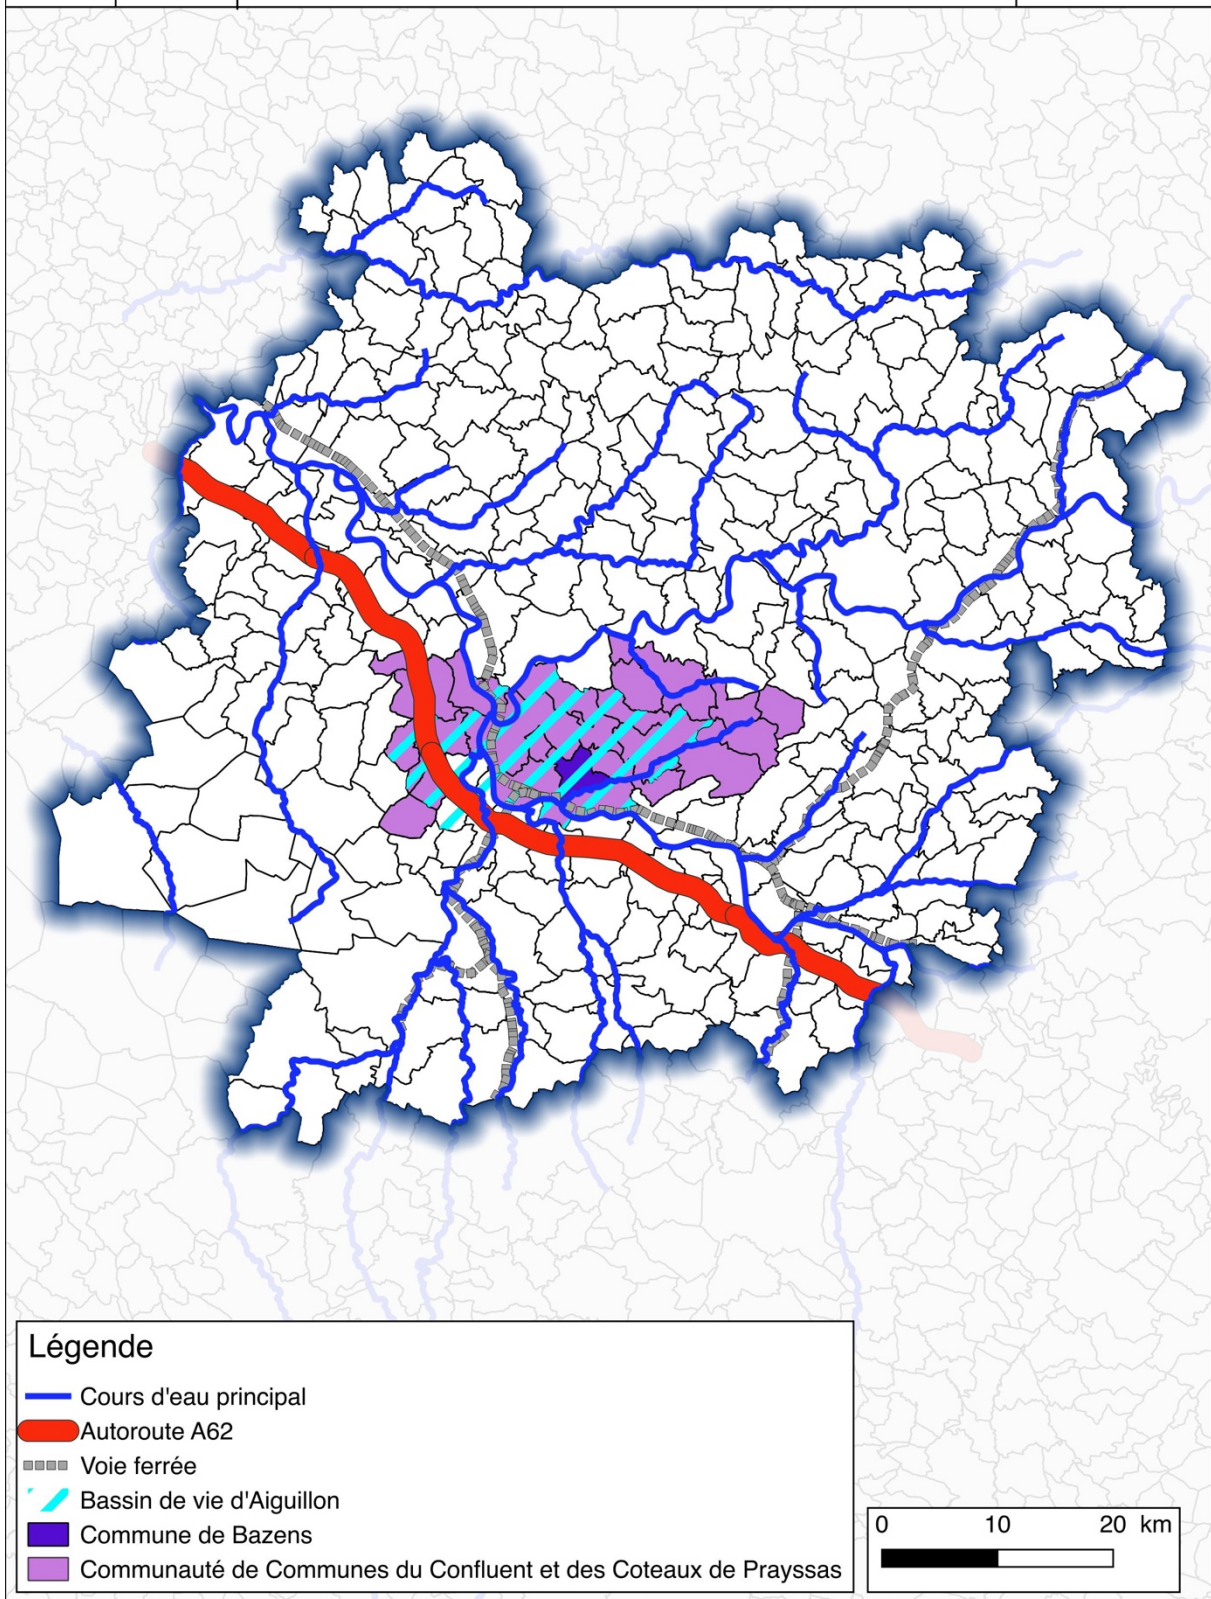 Légende
Cours d'eau principal
Autoroute A62
Voie ferrée
Bassin de vie d'Aiguillon
Commune de Bazens
Communauté de Communes du Confluent et des Coteaux de Prayssas
0 10 20 km